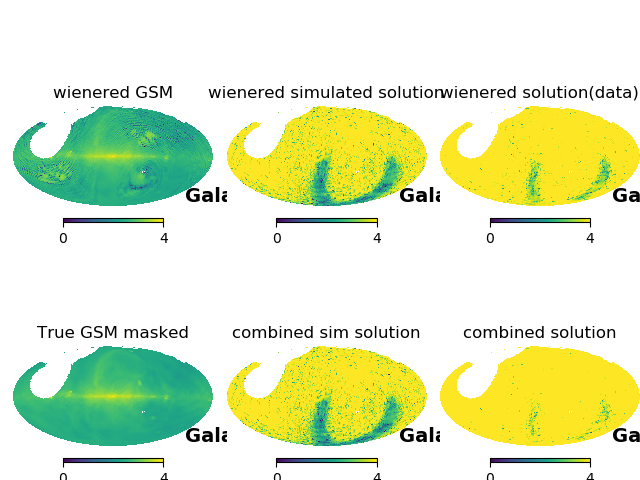 wienered GSM
wienered simulated solution
wienered solution(data)
Gala
Gala
Ga
0 4
0 4
0 4
True GSM masked
combined sim solution
combined solution
Gala
Gala
Ga
0 4
0 4
0 4